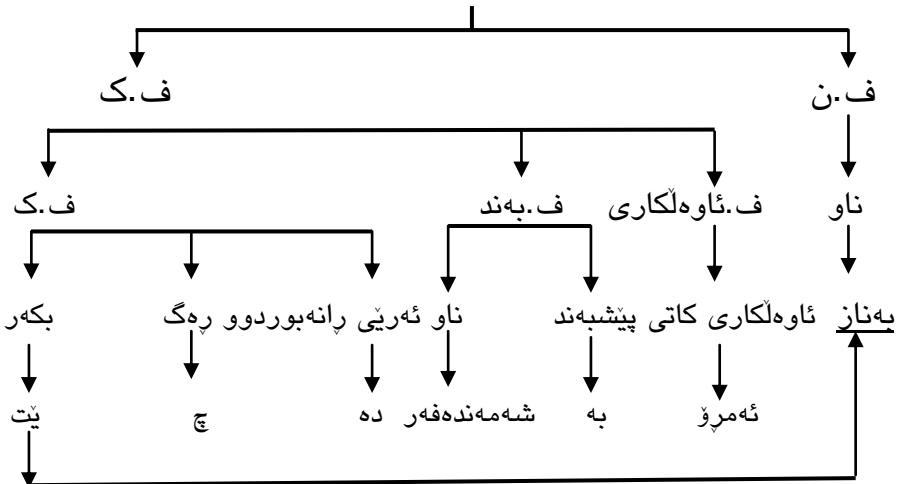 ف.ن ف.ک
ناو ف.ئاوەڵکاری ف.بەند ف.ک
بەناز ئاوەڵکاری کاتی پێشبەند ناو ئەرێی ڕانەبوردوو ڕەگ بکەر
ئەمڕۆ بە شەمەندەفەر دە چ ێت